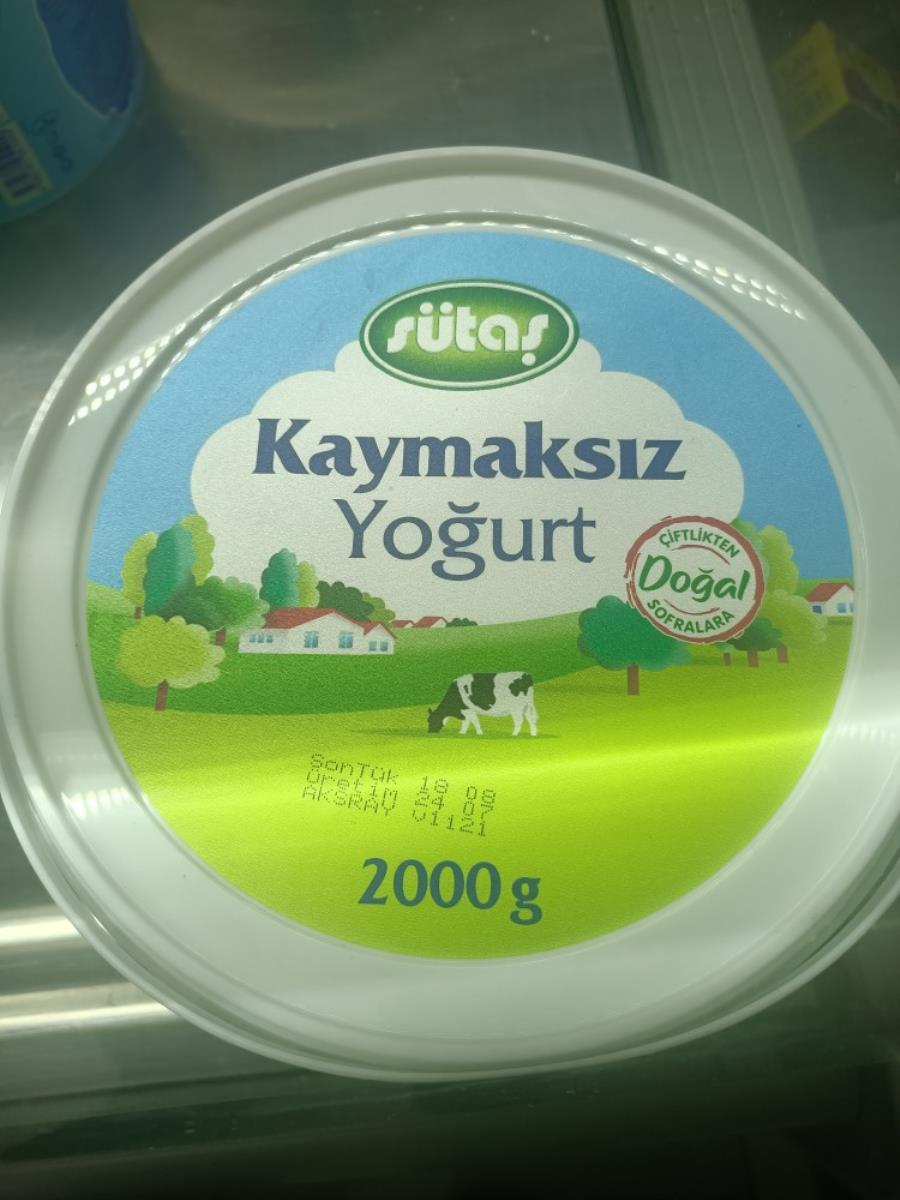 sütaş
Kaymaksız
Yoğurt
ÇİFTLİKTEN
Doğal
SOFRALARA
SonTük 18 08
Üretim 24 07
AKSRAY V1121
2000 g